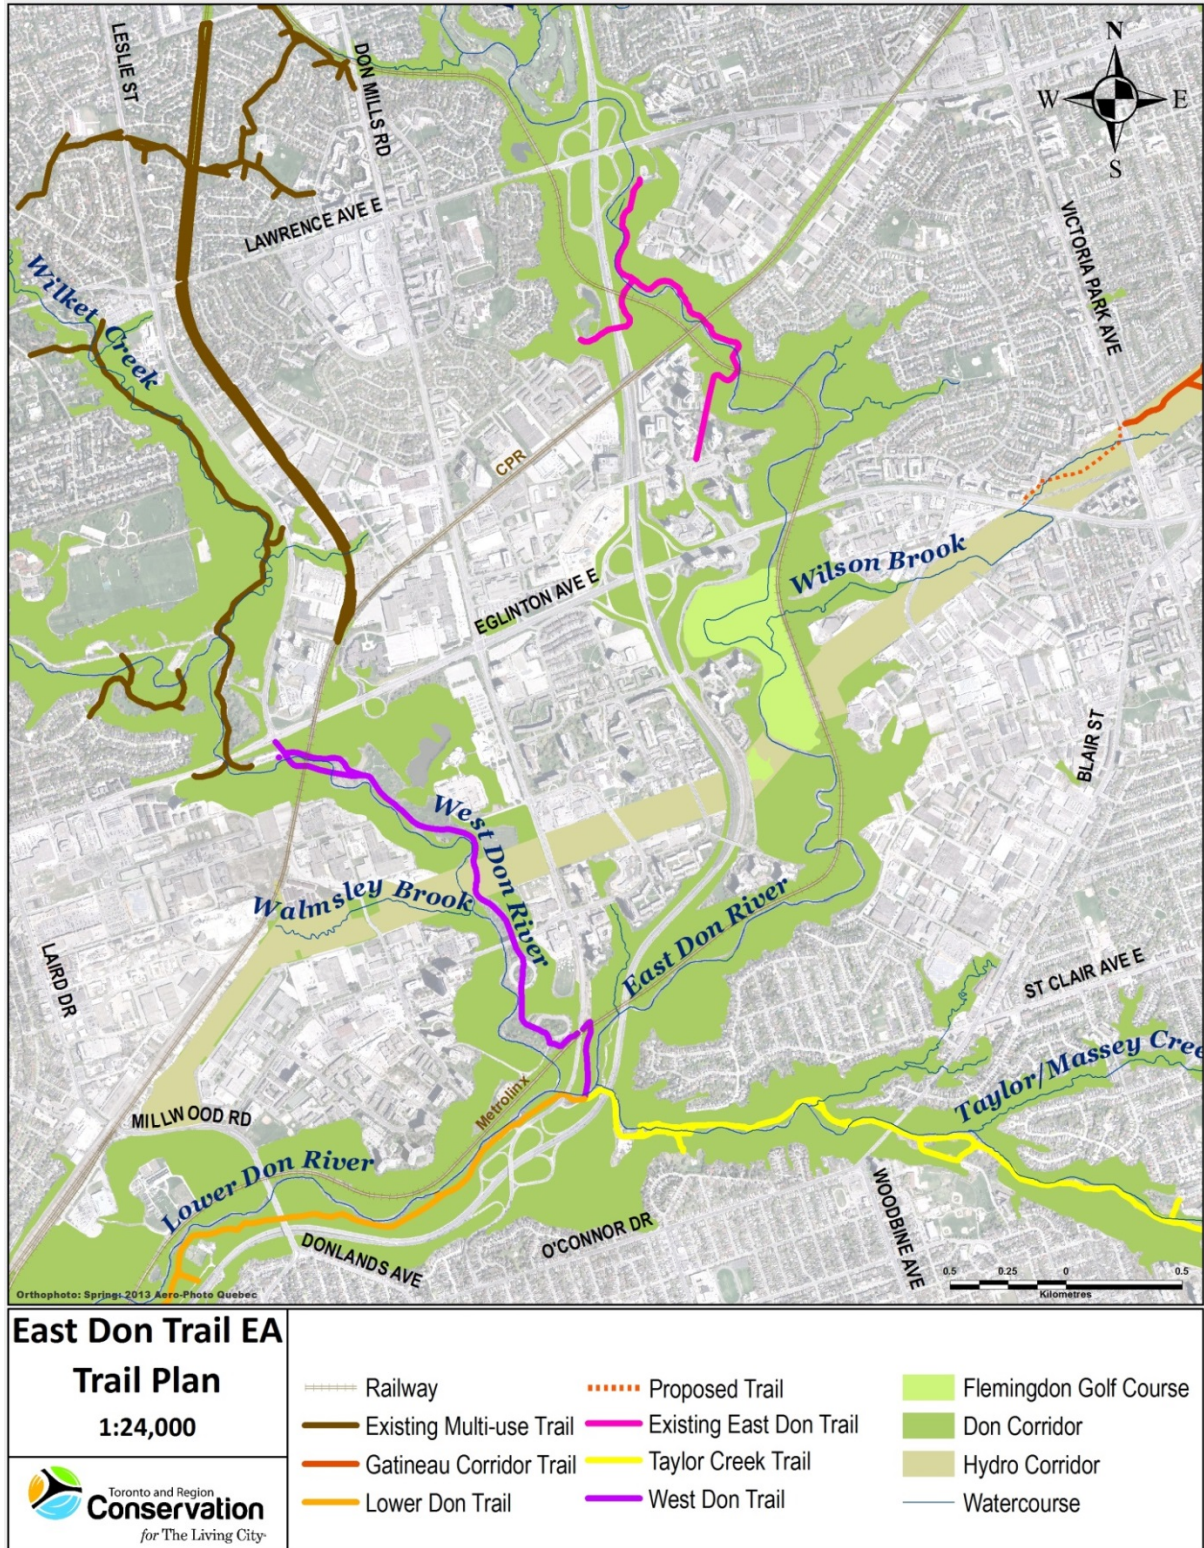 N
W
E
S
LESLIE ST
DON MILLS RD
LAWRENCE AVE E
VICTORIA PARK AVE
Wilket Creek
CPR
EGLINTON AVE E
Wilson Brook
BLAIR ST
West Don River
Walmsley Brook
East Don River
LAIRD DR
ST CLAIR AVE E
Taylor/Massey Cree
Metrolinx
MILLWOOD RD
Lower Don River
DONLANDS AVE
O'CONNOR DR
WOODBINE AVE
0.5 0.25 0 0.5
Kilometres
Orthophoto: Spring: 2013 Aero-Photo Quebec
East Don Trail EA
Trail Plan
1:24,000
Toronto and Region
Conservation
for The Living City
Railway
Existing Multi-use Trail
Gatineau Corridor Trail
Lower Don Trail
Proposed Trail
Existing East Don Trail
Taylor Creek Trail
West Don Trail
Flemingdon Golf Course
Don Corridor
Hydro Corridor
Watercourse